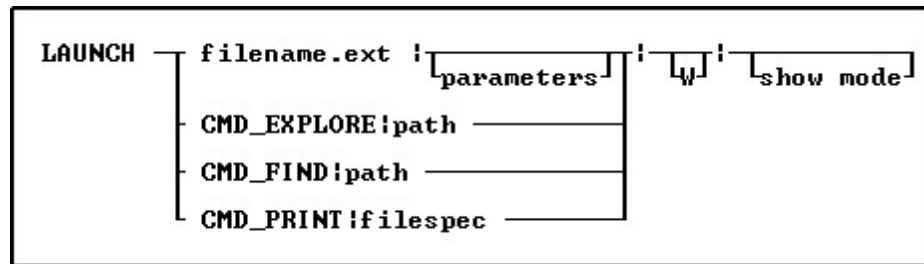 LAUNCH filename.ext ¦ parameters ¦ W ¦ show mode
CMD_EXPLORE¦path
CMD_FIND¦path
CMD_PRINT¦filespec